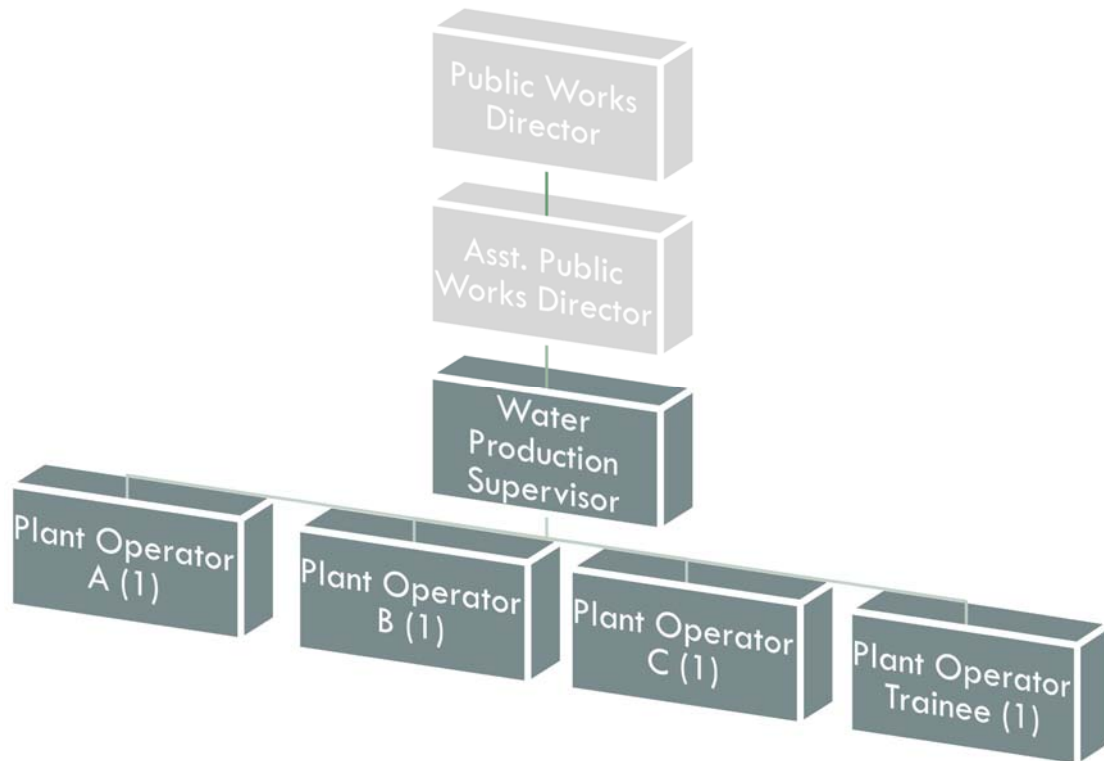 Public Works
Director
Asst. Public
Works Director
Water
Production
Supervisor
Plant Operator
A (1)
Plant Operator
B (1)
Plant Operator
C (1)
Plant Operator
Trainee (1)